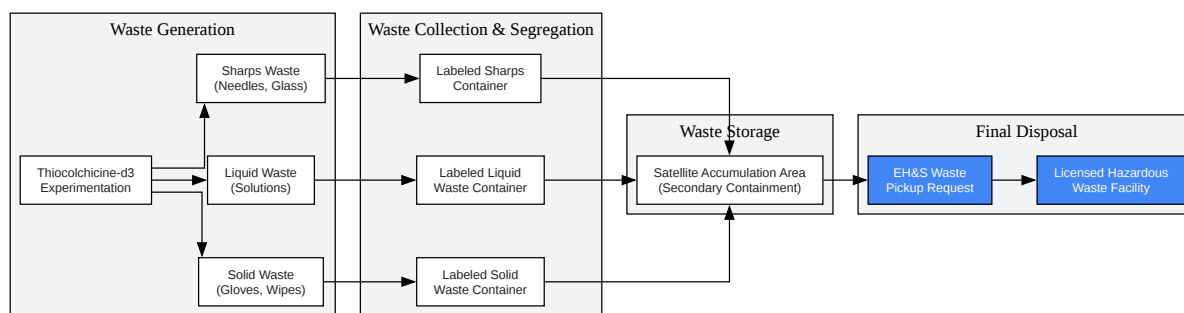 Waste Generation
Waste Collection & Segregation
Sharps Waste
(Needles, Glass)
Labeled Sharps
Container
Waste Storage
Final Disposal
Thiocolchicine-d3
Experimentation
Liquid Waste
(Solutions)
Labeled Liquid
Waste Container
Satellite Accumulation Area
(Secondary Containment)
EH&S Waste
Pickup Request
Licensed Hazardous
Waste Facility
Solid Waste
(Gloves, Wipes)
Labeled Solid
Waste Container